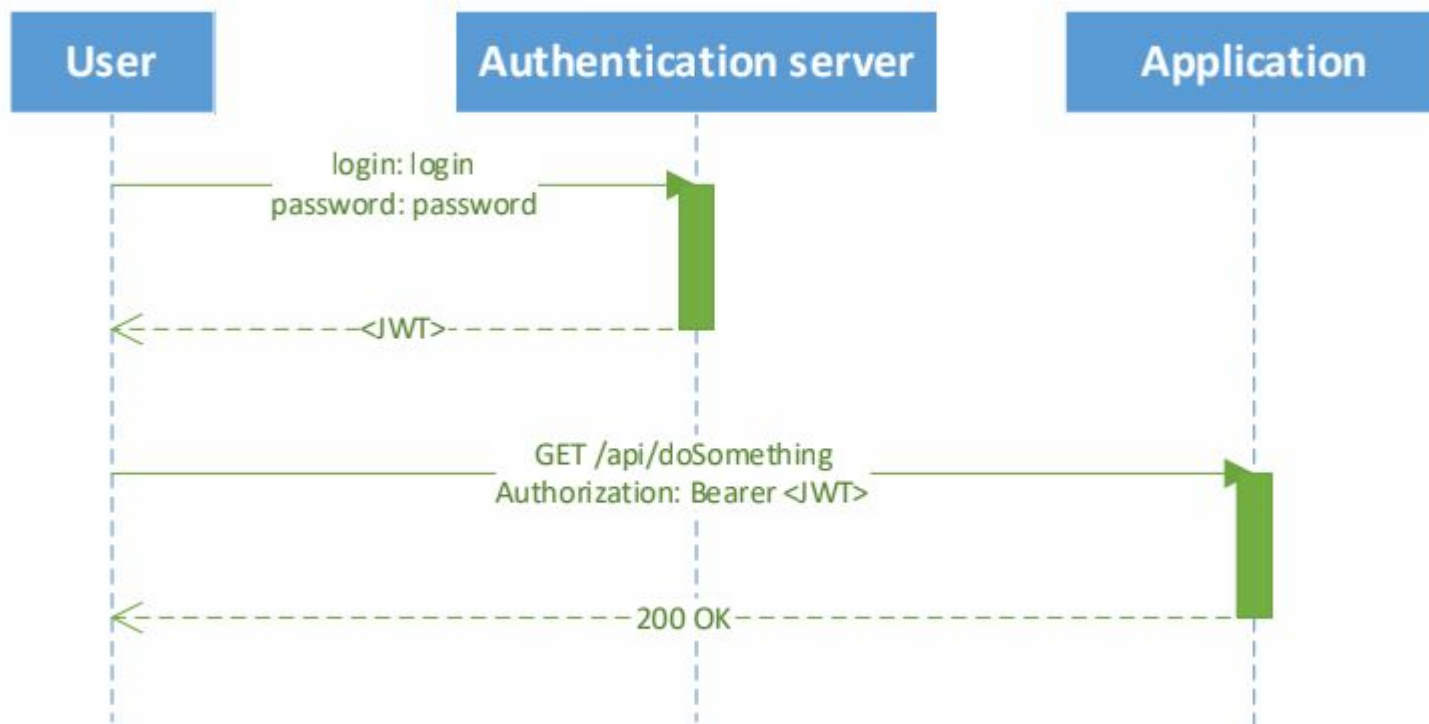 User
Authentication server
Application
login: login
password: password
<JWT>
GET /api/doSomething
Authorization: Bearer <JWT>
200 OK